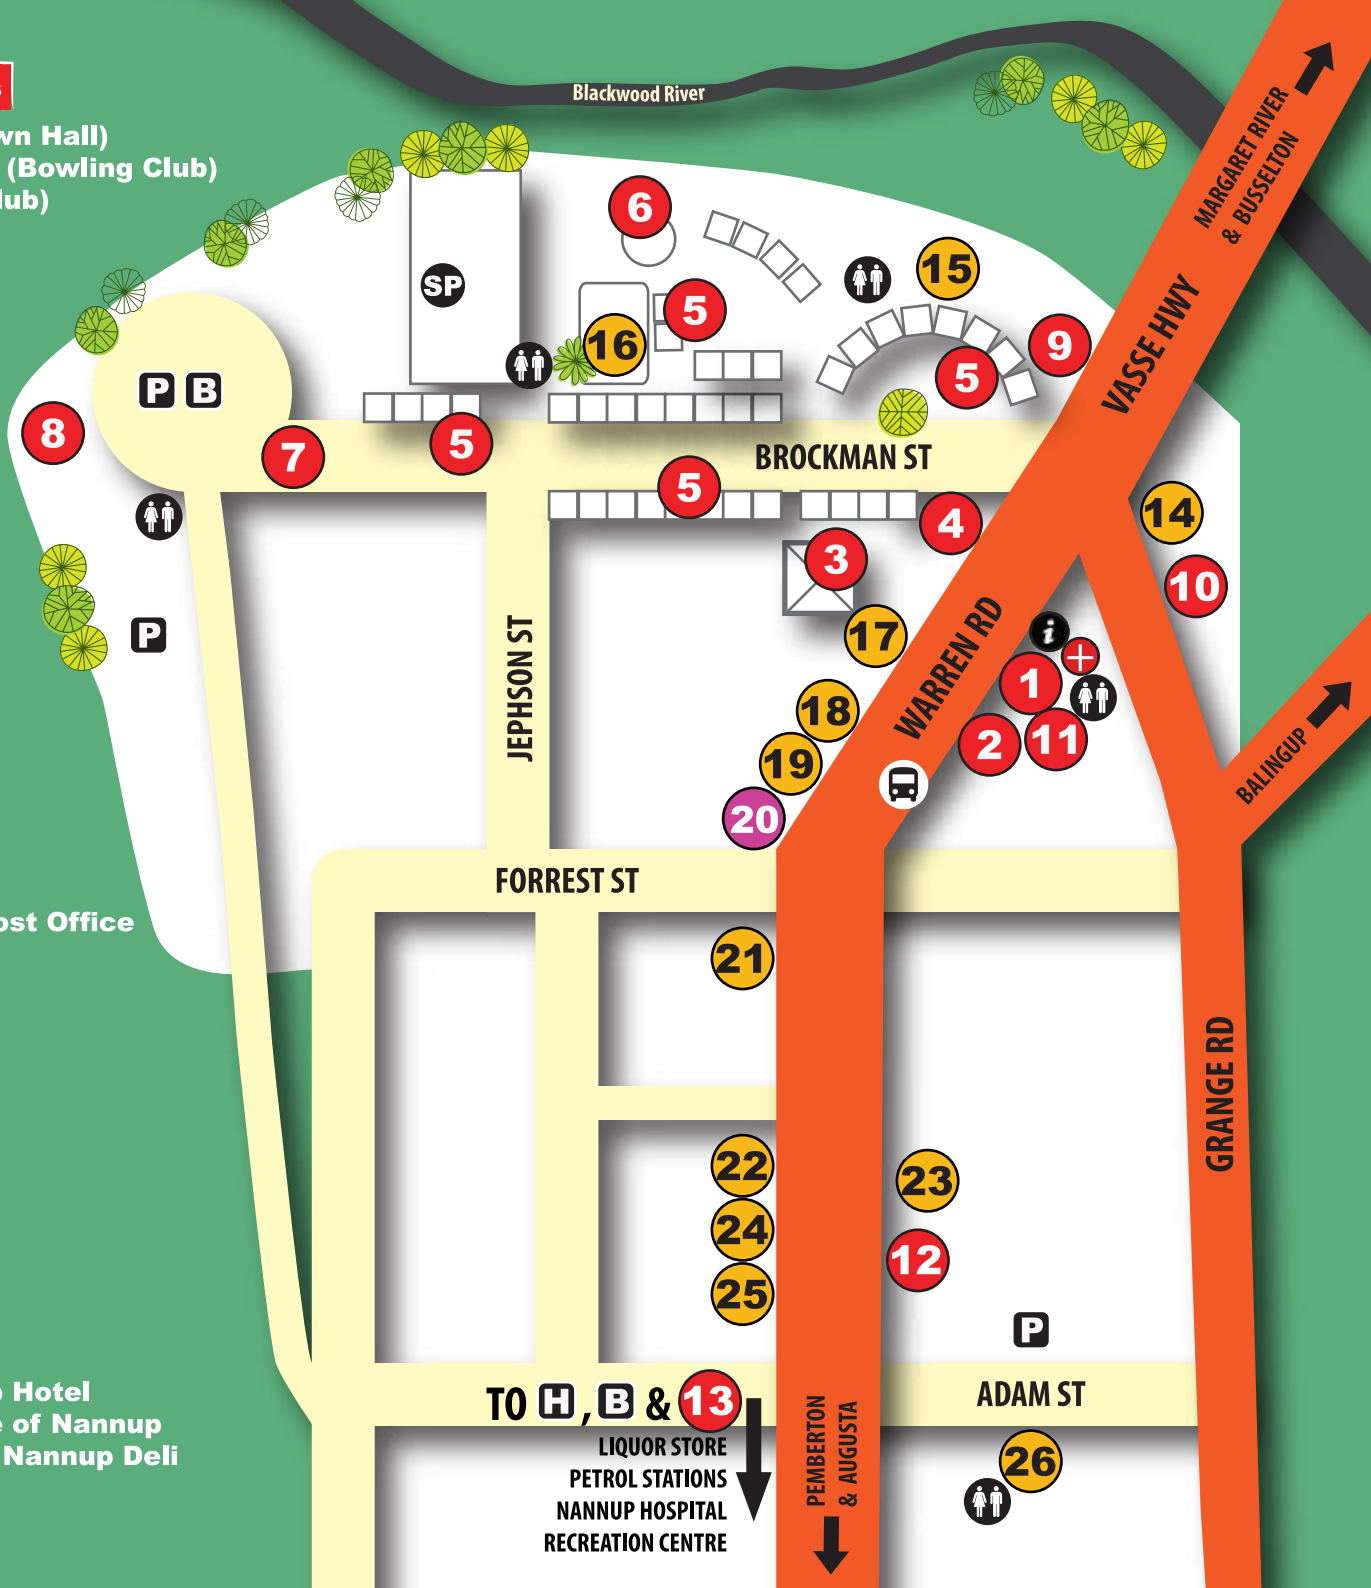 Blackwood River
MARGARET RIVER
& BUSSELTON
wn Hall)
(Bowling Club)
lub)
6
15
SP
5
16
9
5
VASSE HWY
P B
8
7
5
BROCKMAN ST
5
4
14
3
10
i
17
WARREN RD
P
1
JEPHSON ST
18
2
11
19
BALINGUP
20
FORREST ST
ost Office
21
GRANGE RD
22
23
24
12
25
P
Hotel
e of Nannup
Nannup Deli
TO H, B & 13
ADAM ST
LIQUOR STORE
PETROL STATIONS
NANNUP HOSPITAL
RECREATION CENTRE
PEMBERTON
& AUGUSTA
26